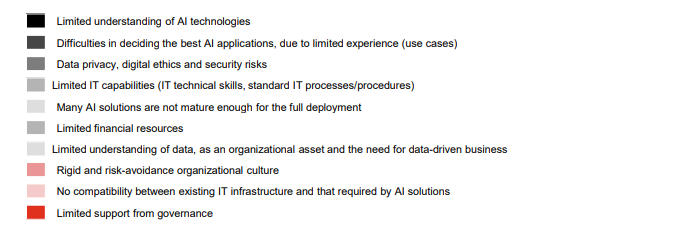 Limited understanding of AI technologies
Difficulties in deciding the best AI applications, due to limited experience (use cases)
Data privacy, digital ethics and security risks
Limited IT capabilities (IT technical skills, standard IT processes/procedures)
Many AI solutions are not mature enough for the full deployment
Limited financial resources
Limited understanding of data, as an organizational asset and the need for data-driven business
Rigid and risk-avoidance organizational culture
No compatibility between existing IT infrastructure and that required by AI solutions
Limited support from governance